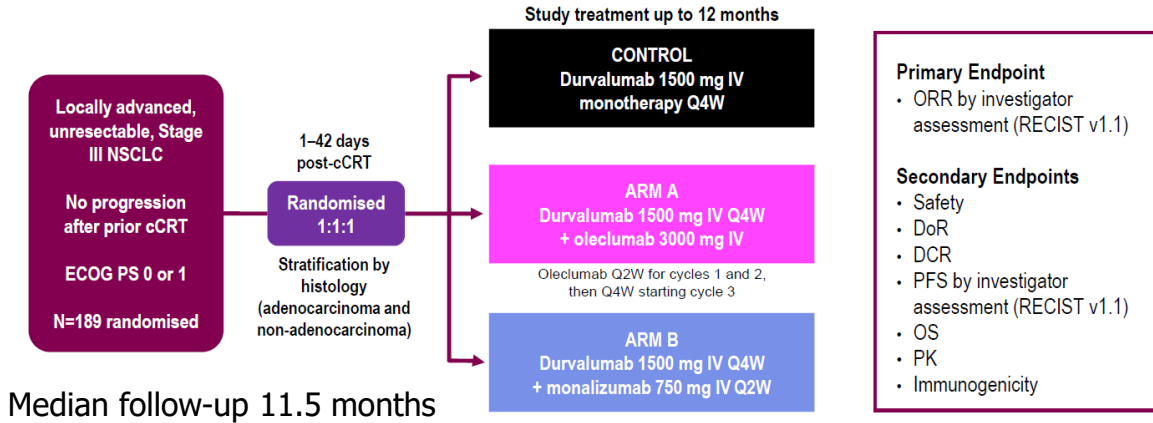 Study treatment up to 12 months
Locally advanced,
unresectable, Stage
III NSCLC
No progression
after prior cCRT
ECOG PS 0 or 1
N=189 randomised
1–42 days
post-cCRT
Randomised
1:1:1
Stratification by
histology
(adenocarcinoma and
non-adenocarcinoma)
CONTROL
Durvalumab 1500 mg IV
monotherapy Q4W
ARM A
Durvalumab 1500 mg IV Q4W
+ oleclumab 3000 mg IV
Oleclumab Q2W for cycles 1 and 2,
then Q4W starting cycle 3
ARM B
Durvalumab 1500 mg IV Q4W
+ monalizumab 750 mg IV Q2W
Primary Endpoint
• ORR by investigator
assessment (RECIST v1.1)
Secondary Endpoints
• Safety
• DoR
• DCR
• PFS by investigator
assessment (RECIST v1.1)
• OS
• PK
• Immunogenicity
Median follow-up 11.5 months